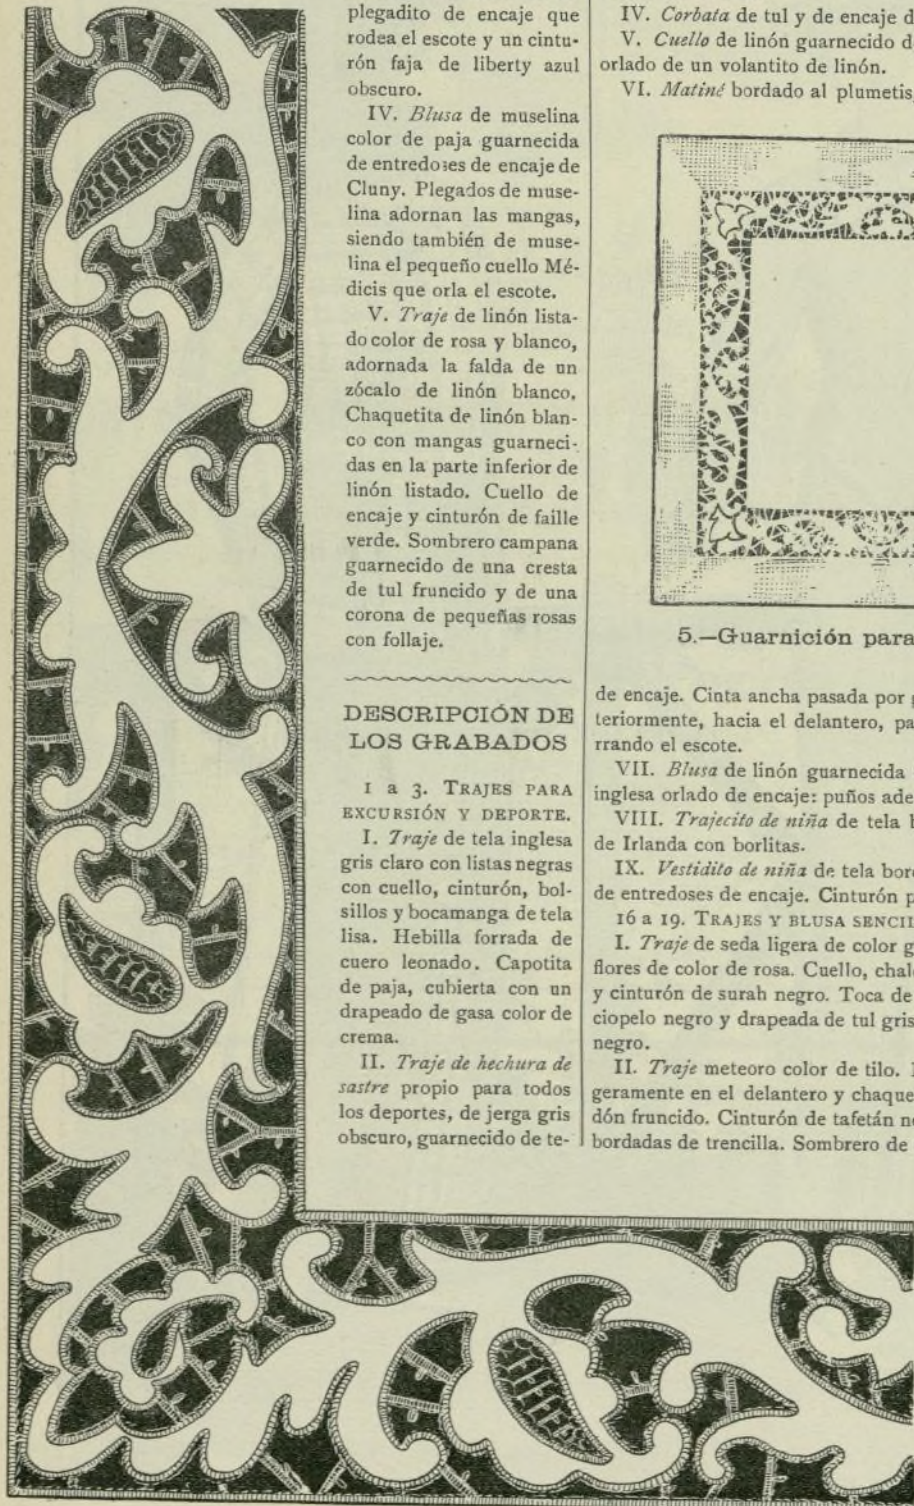 plegadito de encaje que
rodea el escote y un cintu-
rón faja de liberty azul
obscuro.
IV. Blusa de muselina
color de paja guarnecida
de entredoses de encaje de
Cluny. Plegados de muse-
lina adornan las mangas,
siendo también de muse-
lina el pequeño cuello Mé-
dicis que orla el escote.
V. Traje de linón lista-
do color de rosa y blanco,
adornada la falda de un
zócalo de linón blanco.
Chaquetita de linón blan-
co con mangas guarneci-
das en la parte inferior de
linón listado. Cuello de
encaje y cinturón de faille
verde. Sombrero campana
guarnecido de una cresta
de tul fruncido y de una
corona de pequeñas rosas
con follaje.
DESCRIPCIÓN DE
LOS GRABADOS
1 a 3. TRAJES PARA
EXCURSIÓN Y DEPORTE.
I. Traje de tela inglesa
gris claro con listas negras
con cuello, cinturón, bol-
sillos y bocamanga de tela
lisa. Hebilla forrada de
cuero leonado. Capotita
de paja, cubierta con un
drapeado de gasa color de
crema.
II. Traje de hechura de
sastre propio para todos
los deportes, de jerga gris
obscuro, guarnecido de te-
IV. Corbata de tul y de encaje d
V. Cuello de linón guarnecido d
orlado de un volantito de linón.
VI. Matiné bordado al plumetis,
5.—Guarnición para
de encaje. Cinta ancha pasada por
teriormente, hacia el delantero, pa
rrando el escote.
VII. Blusa de linón guarnecida
inglesa orlado de encaje: puños ade
VIII. Trajecito de niña de tela b
de Irlanda con borlitas.
IX. Vestidito de niña de tela bord
de entredoses de encaje. Cinturón p
16 a 19. TRAJES Y BLUSA SENCIL
I. Traje de seda ligera de color g
flores de color de rosa. Cuello, chal
y cinturón de surah negro. Toca de
ciopelo negro y drapeada de tul gris
negro.
II. Traje meteoro color de tilo.
geramente en el delantero y chaque
dón fruncido. Cinturón de tafetán n
bordadas de trencilla. Sombrero de